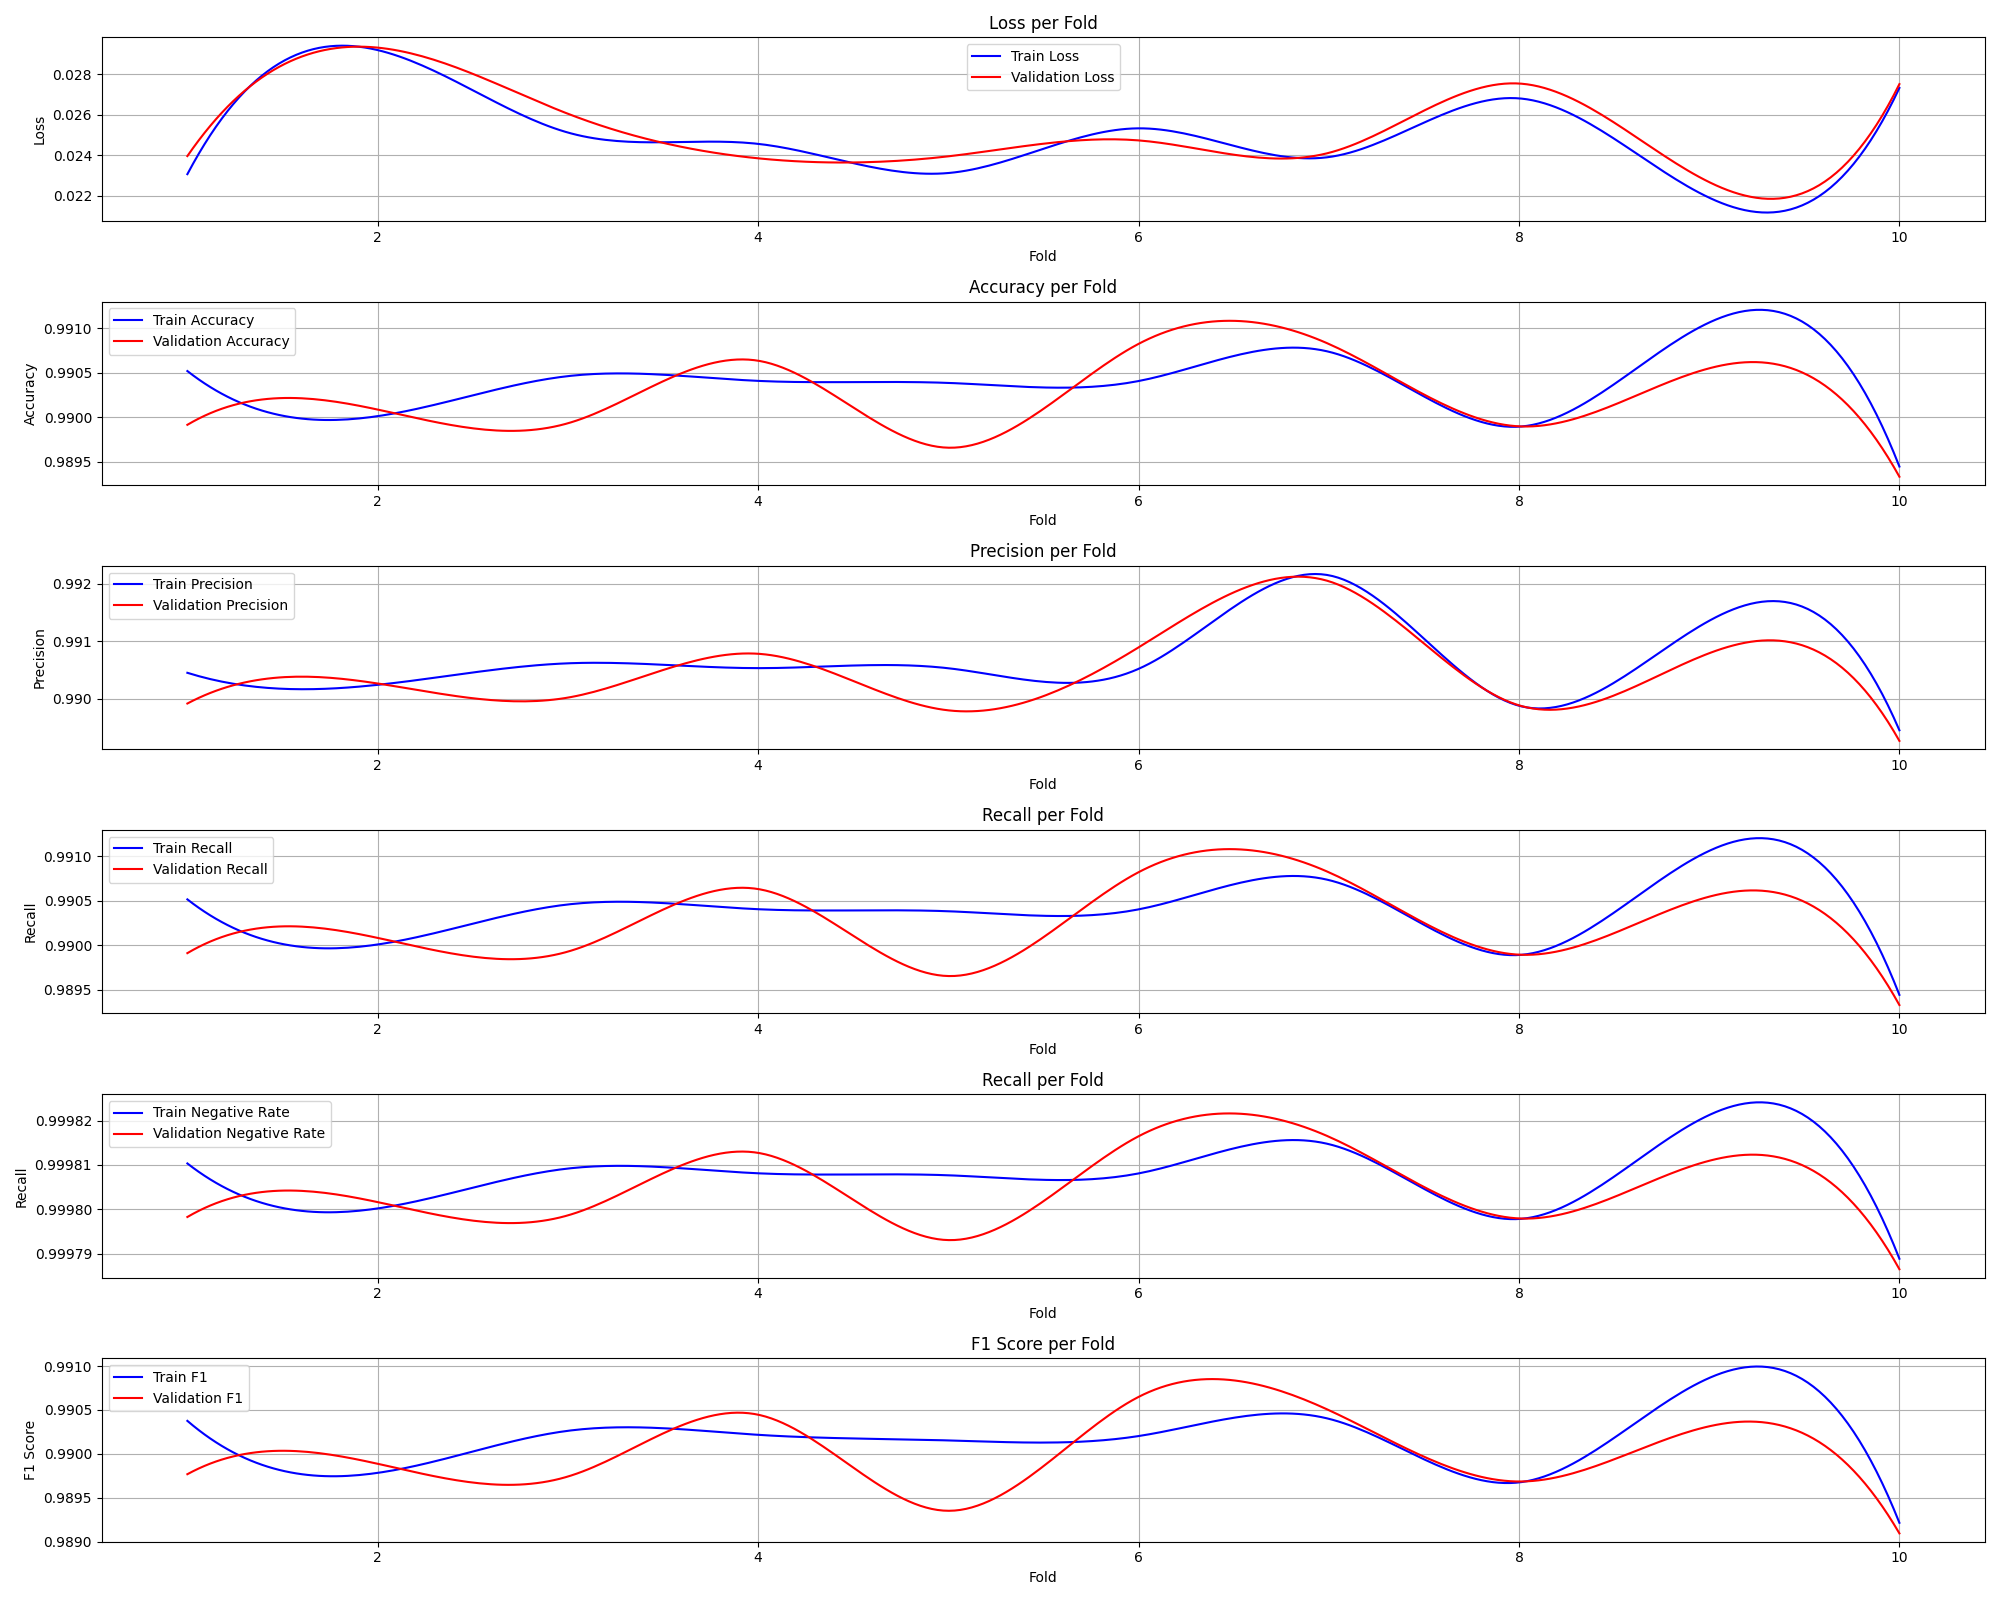 Loss per Fold
Train Loss
Validation Loss
Loss
0.028
0.026
0.024
0.022
2 4 6 8 10
Fold
Accuracy per Fold
Train Accuracy
Validation Accuracy
Accuracy
0.9910
0.9905
0.9900
0.9895
2 4 6 8 10
Fold
Precision per Fold
Train Precision
Validation Precision
Precision
0.992
0.991
0.990
2 4 6 8 10
Fold
Recall per Fold
Train Recall
Validation Recall
Recall
0.9910
0.9905
0.9900
0.9895
2 4 6 8 10
Fold
Recall per Fold
Train Negative Rate
Validation Negative Rate
Recall
0.99982
0.99981
0.99980
0.99979
2 4 6 8 10
Fold
F1 Score per Fold
Train F1
Validation F1
F1 Score
0.9910
0.9905
0.9900
0.9895
0.9890
2 4 6 8 10
Fold